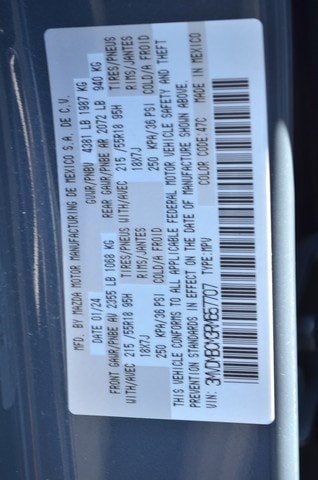 MFD. BY MAZDA MOTOR MANUFACTURING DE MEXICO S.A. DE C.V.
DATE 01/24 GVWR/PNBV 4381 LB 1987 KG
FRONT GAWR/PNBE AV 2355 LB 1068 KG REAR GAWR/PNBE AR 2072 LB 940 KG
WITH/AVEC TIRES/PNEUS WITH/AVEC TIRES/PNEUS
215 /55R18 95H RIMS/JANTES 215 /55R18 95H RIMS/JANTES
18X7J COLD/A FROID 18X7J COLD/A FROID
250 KPA/36 PSI 250 KPA/36 PSI
THIS VEHICLE CONFORMS TO ALL APPLICABLE FEDERAL MOTOR VEHICLE SAFETY AND THEFT
PREVENTION STANDARDS IN EFFECT ON THE DATE OF MANUFACTURE SHOWN ABOVE.
VIN: 3MVDMBCMXRM657707 TYPE:MPV COLOR CODE:47C MADE IN MEXICO